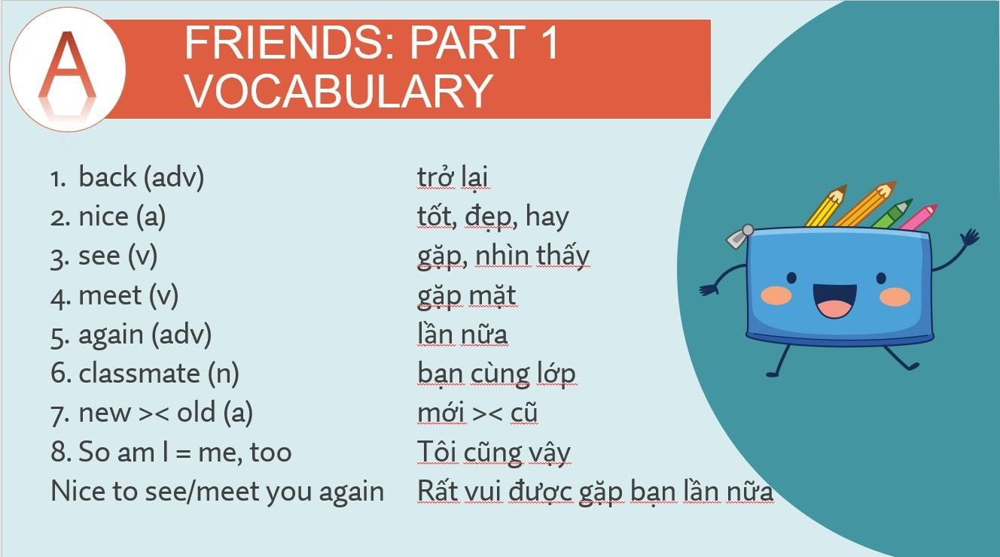 A
FRIENDS: PART 1
VOCABULARY
1. back (adv) trở lại
2. nice (a) tốt, đẹp, hay
3. see (v) gặp, nhìn thấy
4. meet (v) gặp mặt
5. again (adv) lần nữa
6. classmate (n) bạn cùng lớp
7. new >< old (a) mới >< cũ
8. So am I = me, too Tôi cũng vậy
Nice to see/meet you again Rất vui được gặp bạn lần nữa